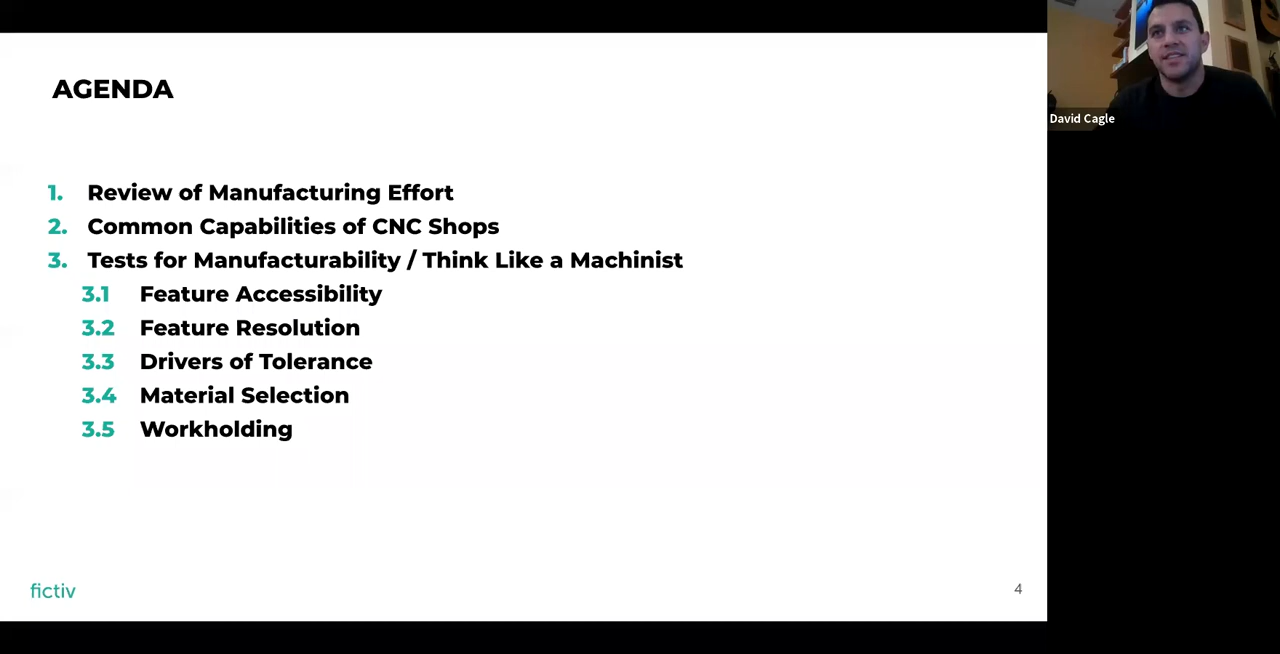 AGENDA
1. Review of Manufacturing Effort
2. Common Capabilities of CNC Shops
3. Tests for Manufacturability / Think Like a Machinist
3.1 Feature Accessibility
3.2 Feature Resolution
3.3 Drivers of Tolerance
3.4 Material Selection
3.5 Workholding
fictiv
4
David Cagle